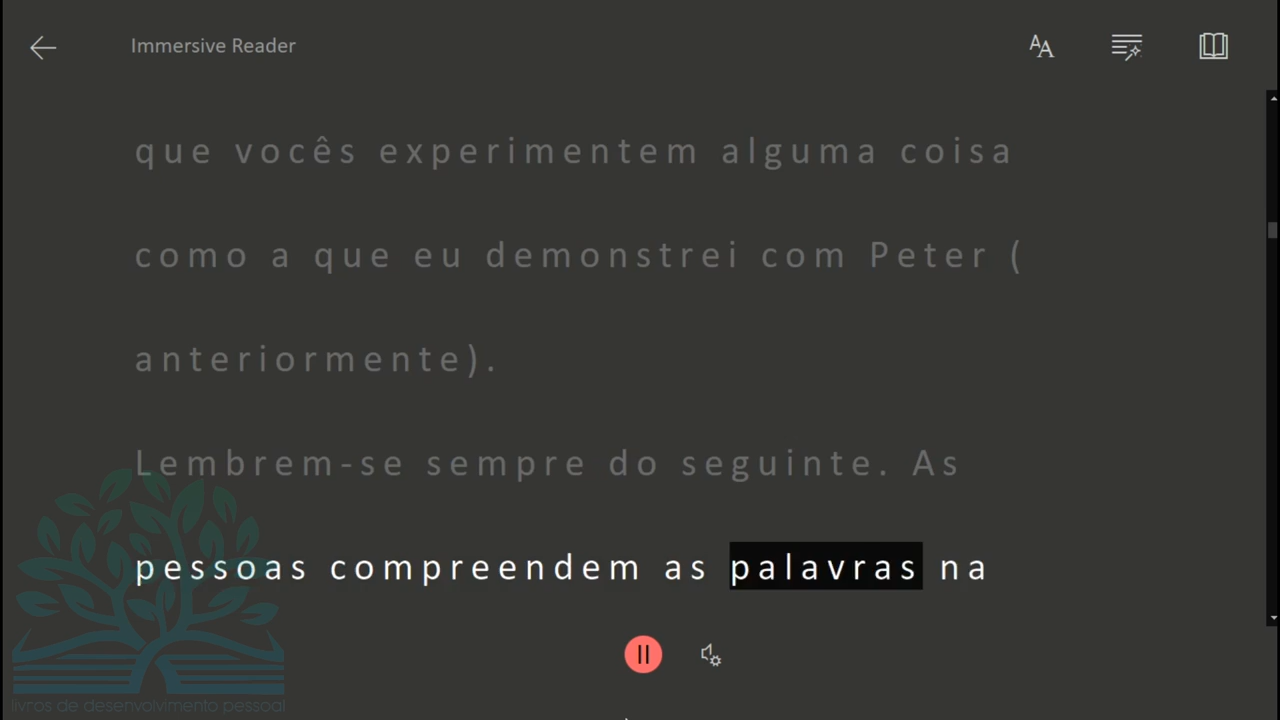 Immersive Reader
que vocês experimentem alguma coisa
como a que eu demonstrei com Peter (
anteriormente).
Lembrem-se sempre do seguinte. As
pessoas compreendem as palavras na
livros de desenvolvimento pessoal